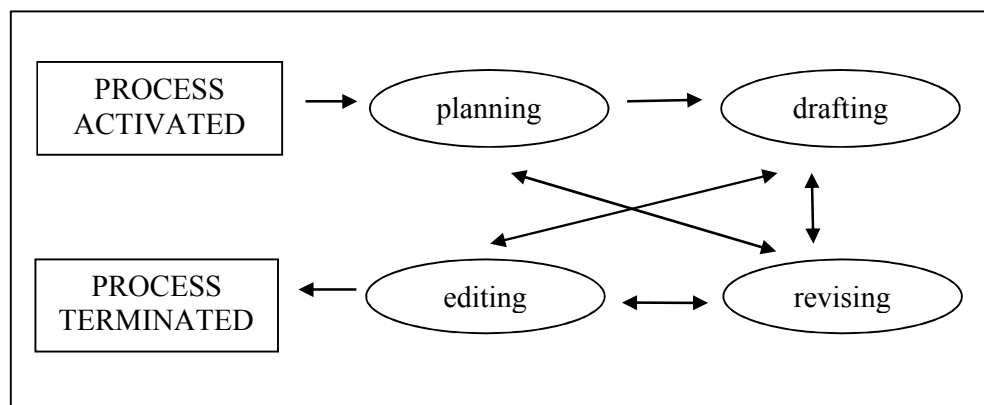 PROCESS
ACTIVATED
planning
drafting
PROCESS
TERMINATED
editing
revising